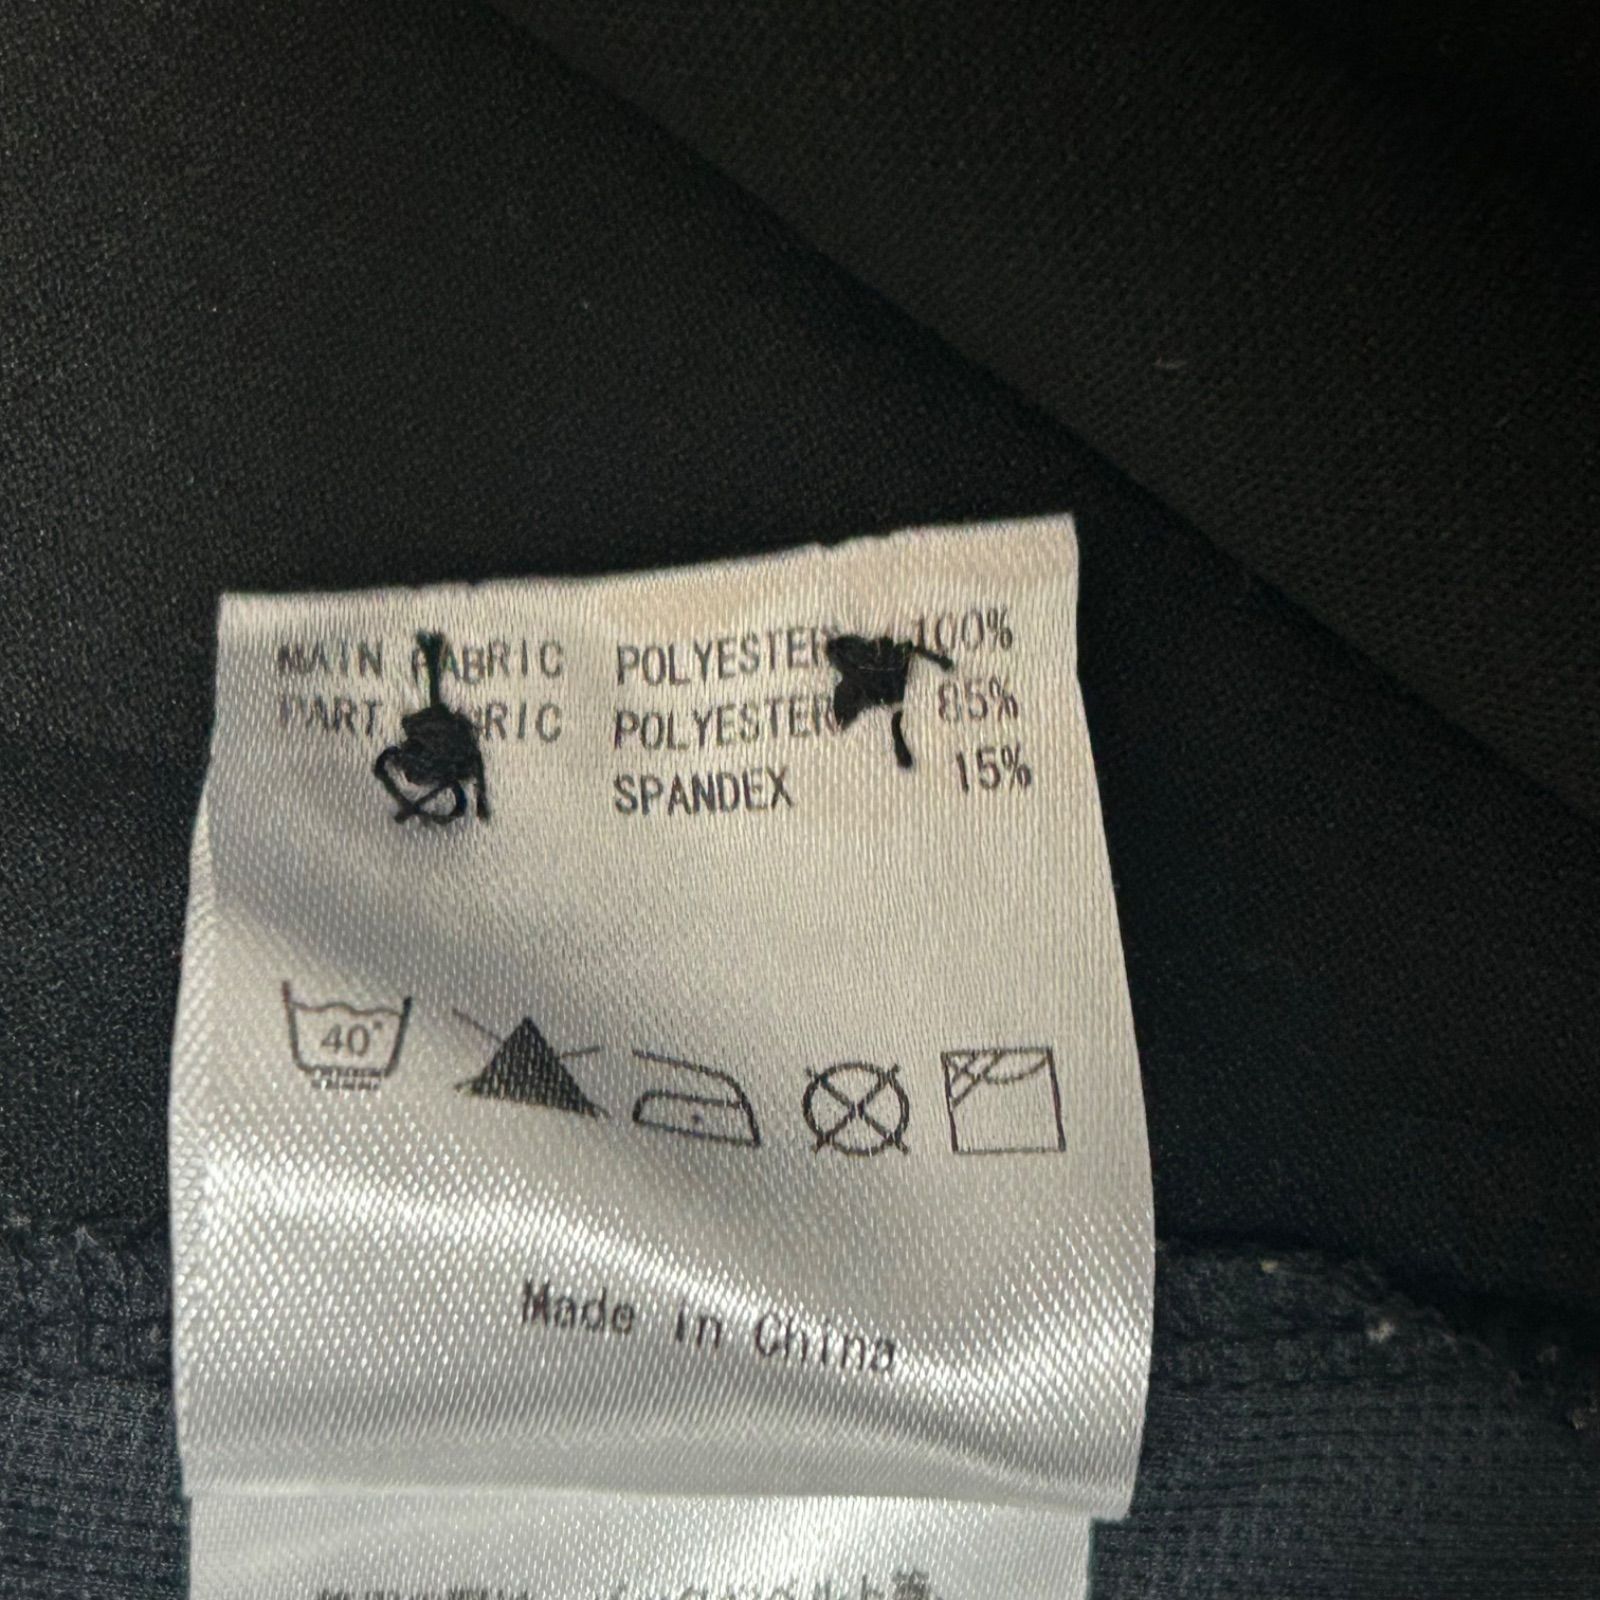 MAIN FABRIC POLYESTER 100%
PART FABRIC POLYESTER 85%
SPANDEX 15%
40°
Made in China